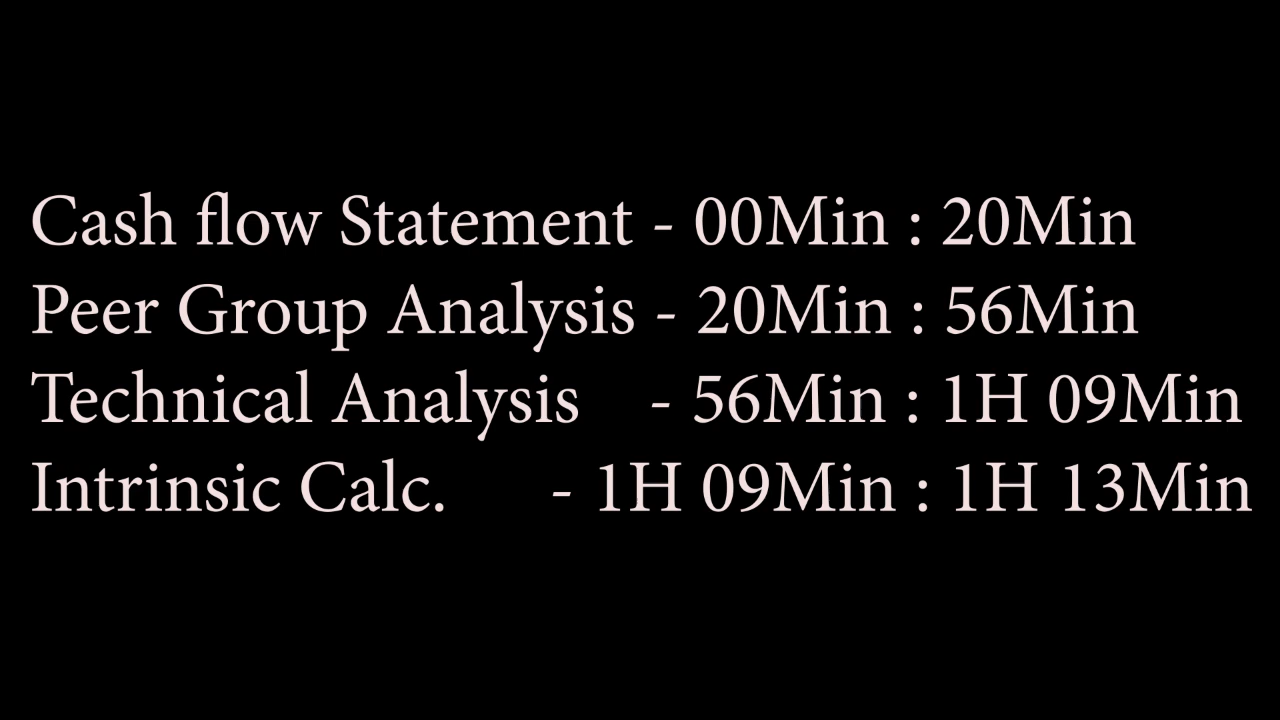 Cash flow Statement - 00Min : 20Min
Peer Group Analysis - 20Min : 56Min
Technical Analysis - 56Min : 1H 09Min
Intrinsic Calc. - 1H 09Min : 1H 13Min